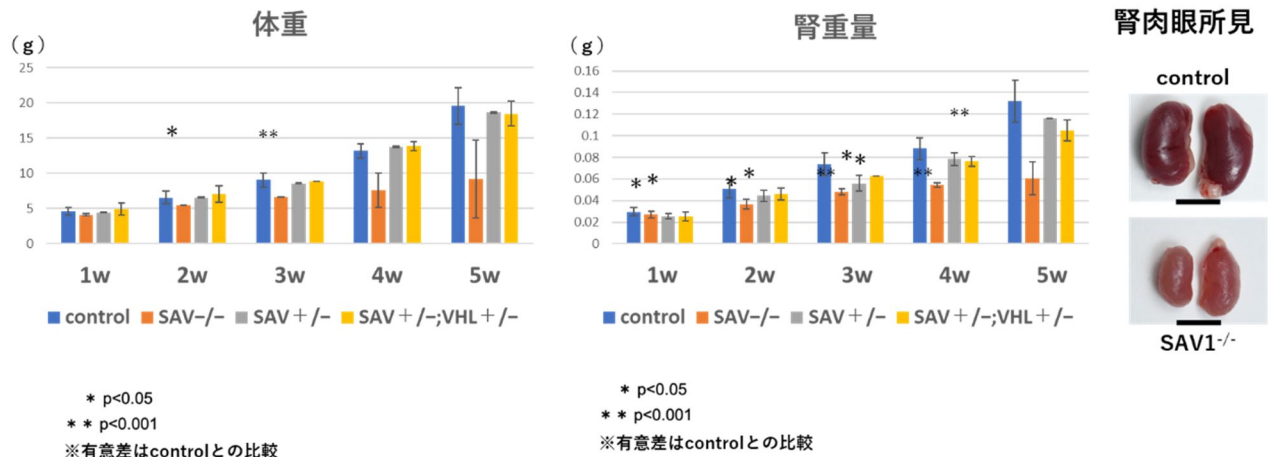 体重
（g）
25
20
15
10
5
0
*
**
1w
2w
3w
4w
5w
control
SAV−/−
SAV＋/−
SAV＋/−;VHL＋/−
* p<0.05
** p<0.001
※有意差はcontrolとの比較
腎重量
（g）
0.16
0.14
0.12
0.1
0.08
0.06
0.04
0.02
0
* *
* *
** * *
** **
1w
2w
3w
4w
5w
control
SAV−/−
SAV＋/−
SAV＋/−;VHL＋/−
* p<0.05
** p<0.001
※有意差はcontrolとの比較
腎肉眼所見
control
SAV1-/-